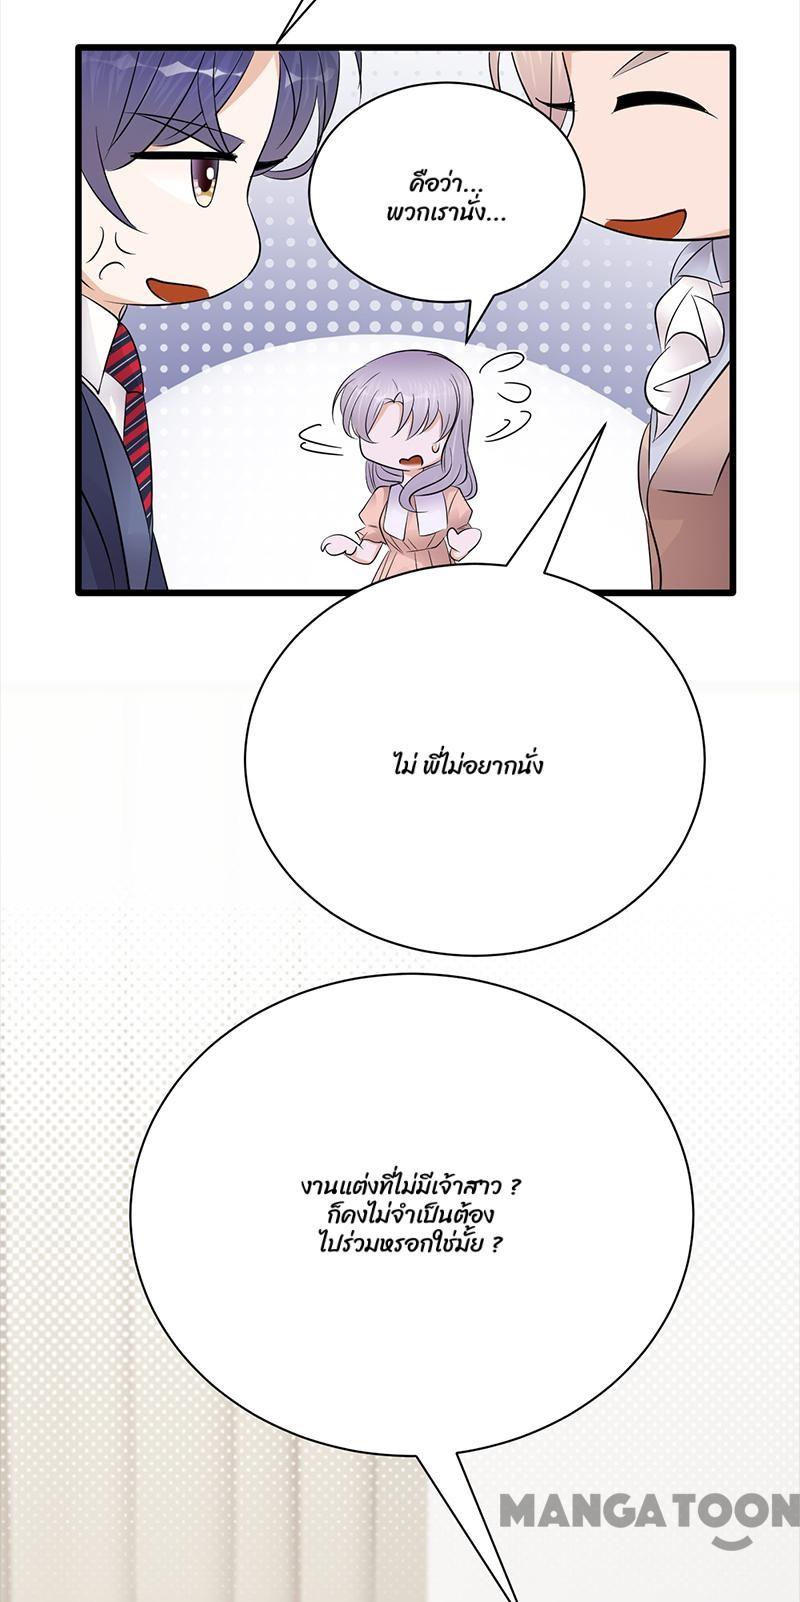 คือว่า...
พวกเรานั่ง...
ไม่ พี่ไม่อยากนั่ง
งานแต่งที่ไม่มีเจ้าสาว ?
ก็คงไม่จำเป็นต้อง
ไปร่วมหรอกใช่มั้ย ?
MANGATOON